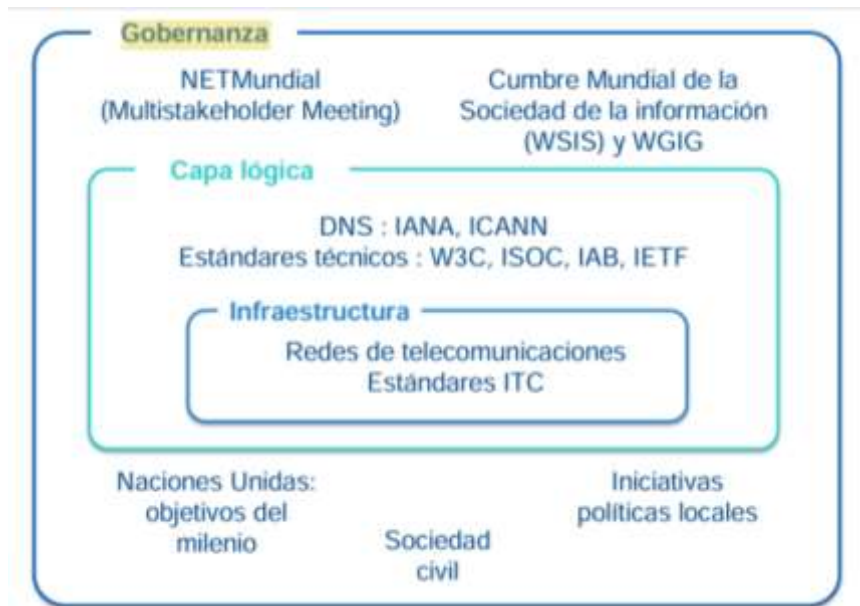 Gobernanza
NETMundial
(Multistakeholder Meeting)
Cumbre Mundial de la
Sociedad de la información
(WSIS) y WGIG
Capa lógica
DNS : IANA, ICANN
Estándares técnicos : W3C, ISOC, IAB, IETF
Infraestructura
Redes de telecomunicaciones
Estándares ITC
Naciones Unidas:
objetivos del
milenio
Sociedad
civil
Iniciativas
políticas locales